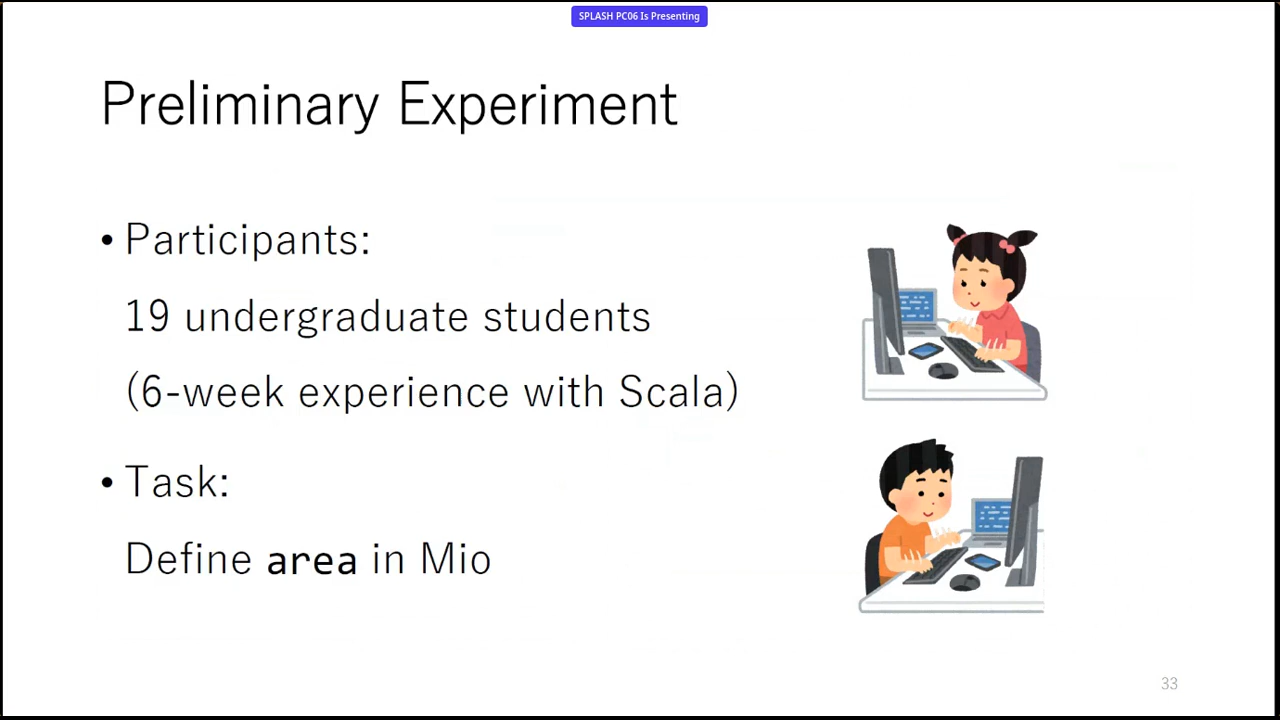 SPLASH PC06 Is Presenting
Preliminary Experiment
• Participants:
19 undergraduate students
(6-week experience with Scala)
• Task:
Define area in Mio
33